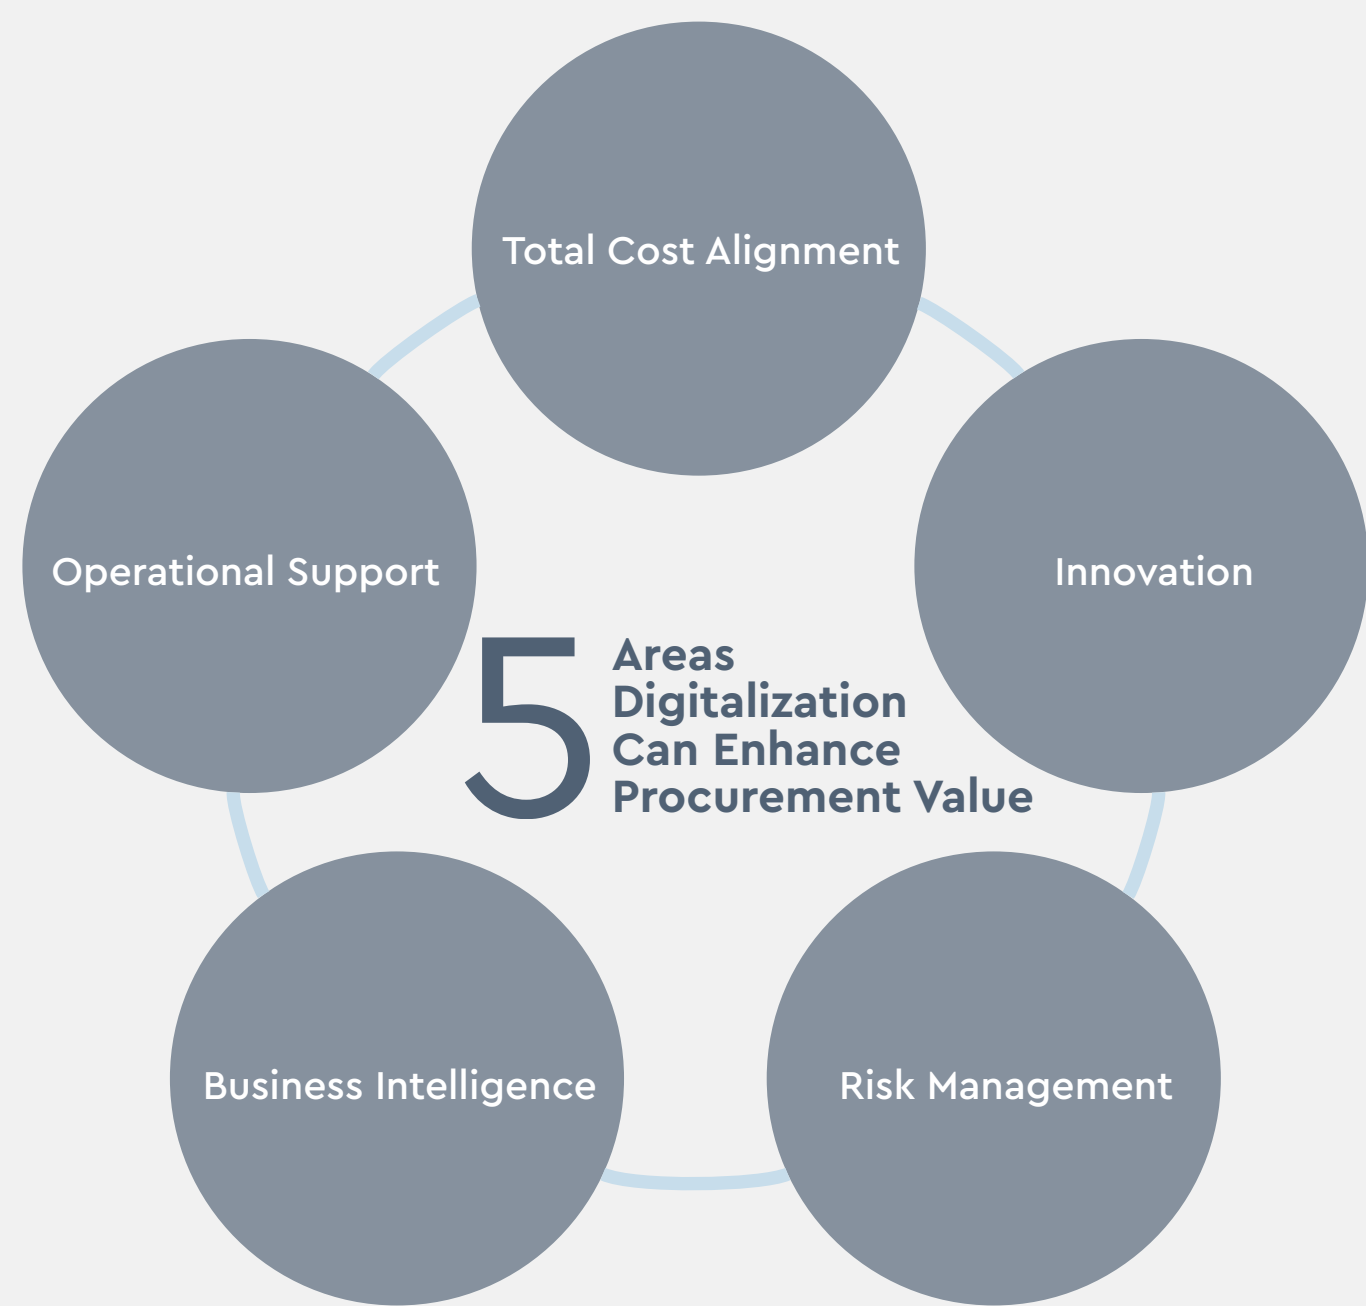 Total Cost Alignment
Operational Support
Innovation
5
Areas
Digitalization
Can Enhance
Procurement Value
Business Intelligence
Risk Management